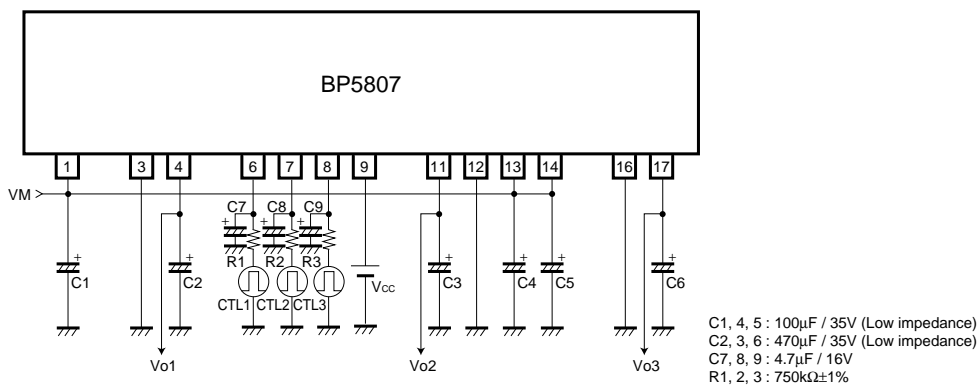 BP5807
1 3 4 6 7 8 9 11 12 13 14 16 17
VM
C7 C8 C9
R1 R2 R3
C1 C2 Vcc C3 C4 C5 C6
CTL1 CTL2 CTL3
Vo1 Vo2 Vo3
C1, 4, 5 : 100µF / 35V (Low impedance)
C2, 3, 6 : 470µF / 35V (Low impedance)
C7, 8, 9 : 4.7µF / 16V
R1, 2, 3 : 750kΩ±1%